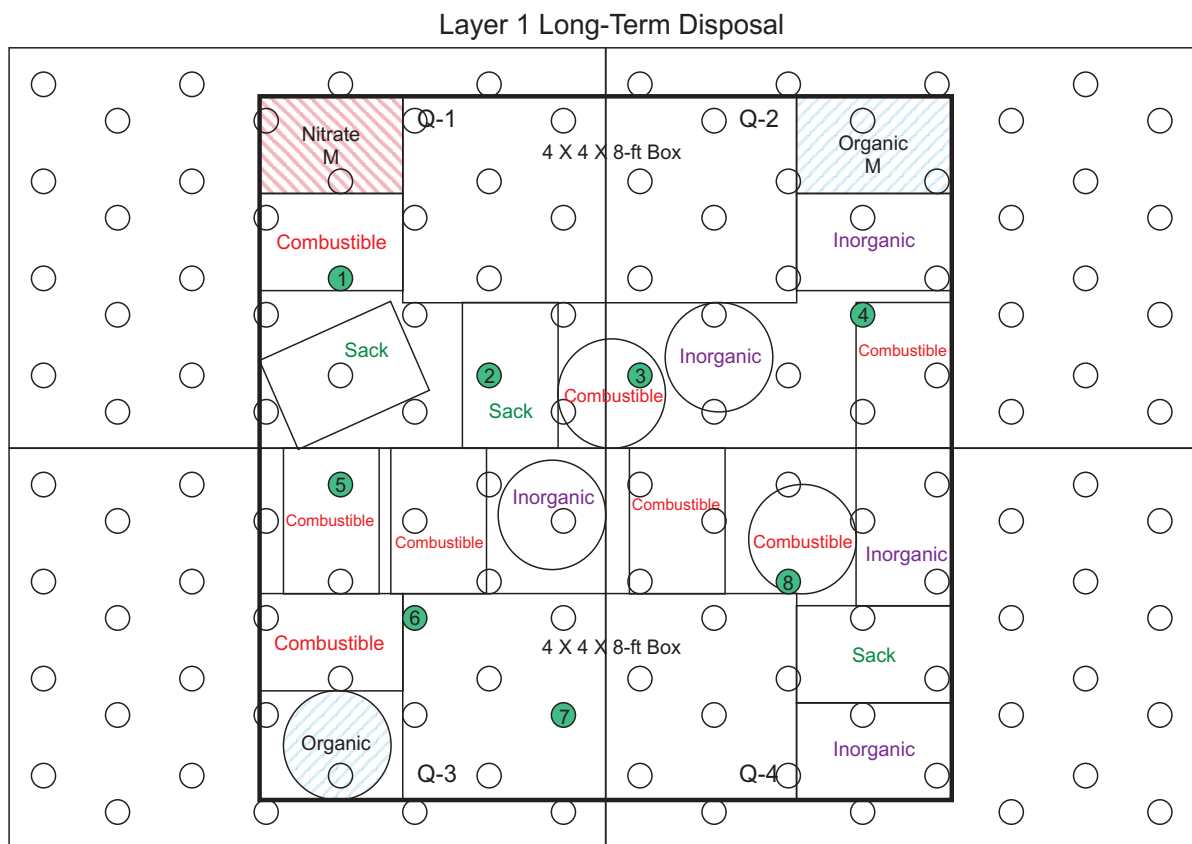 Layer 1 Long-Term Disposal
Q-1
Q-2
Nitrate
M
4 X 4 X 8-ft Box
Organic
M
Combustible
Inorganic
1
4
Sack
Inorganic
Combustible
2
3
Combustible
Sack
5
Inorganic
Combustible
Combustible
Combustible
Combustible
Inorganic
8
6
Combustible
4 X 4 X 8-ft Box
Sack
7
Organic
Inorganic
Q-3
Q-4